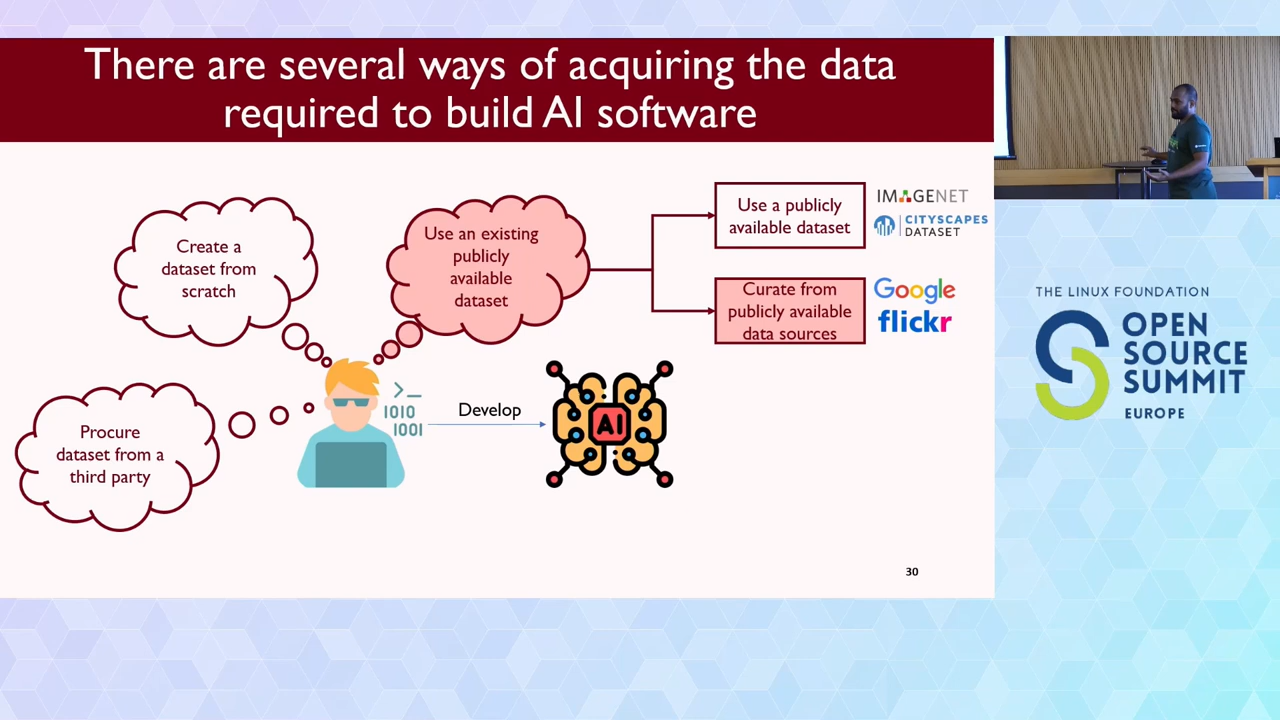 There are several ways of acquiring the data
required to build AI software
Create a
dataset from
scratch
Use an existing
publicly
available
dataset
Use a publicly
available dataset
IMAGENET
CITYSCAPES
DATASET
Curate from
publicly available
data sources
Google
flickr
Procure
dataset from a
third party
>_
1010
1001
Develop
AI
30
THE LINUX FOUNDATION
OPEN
SOURCE
SUMMIT
EUROPE